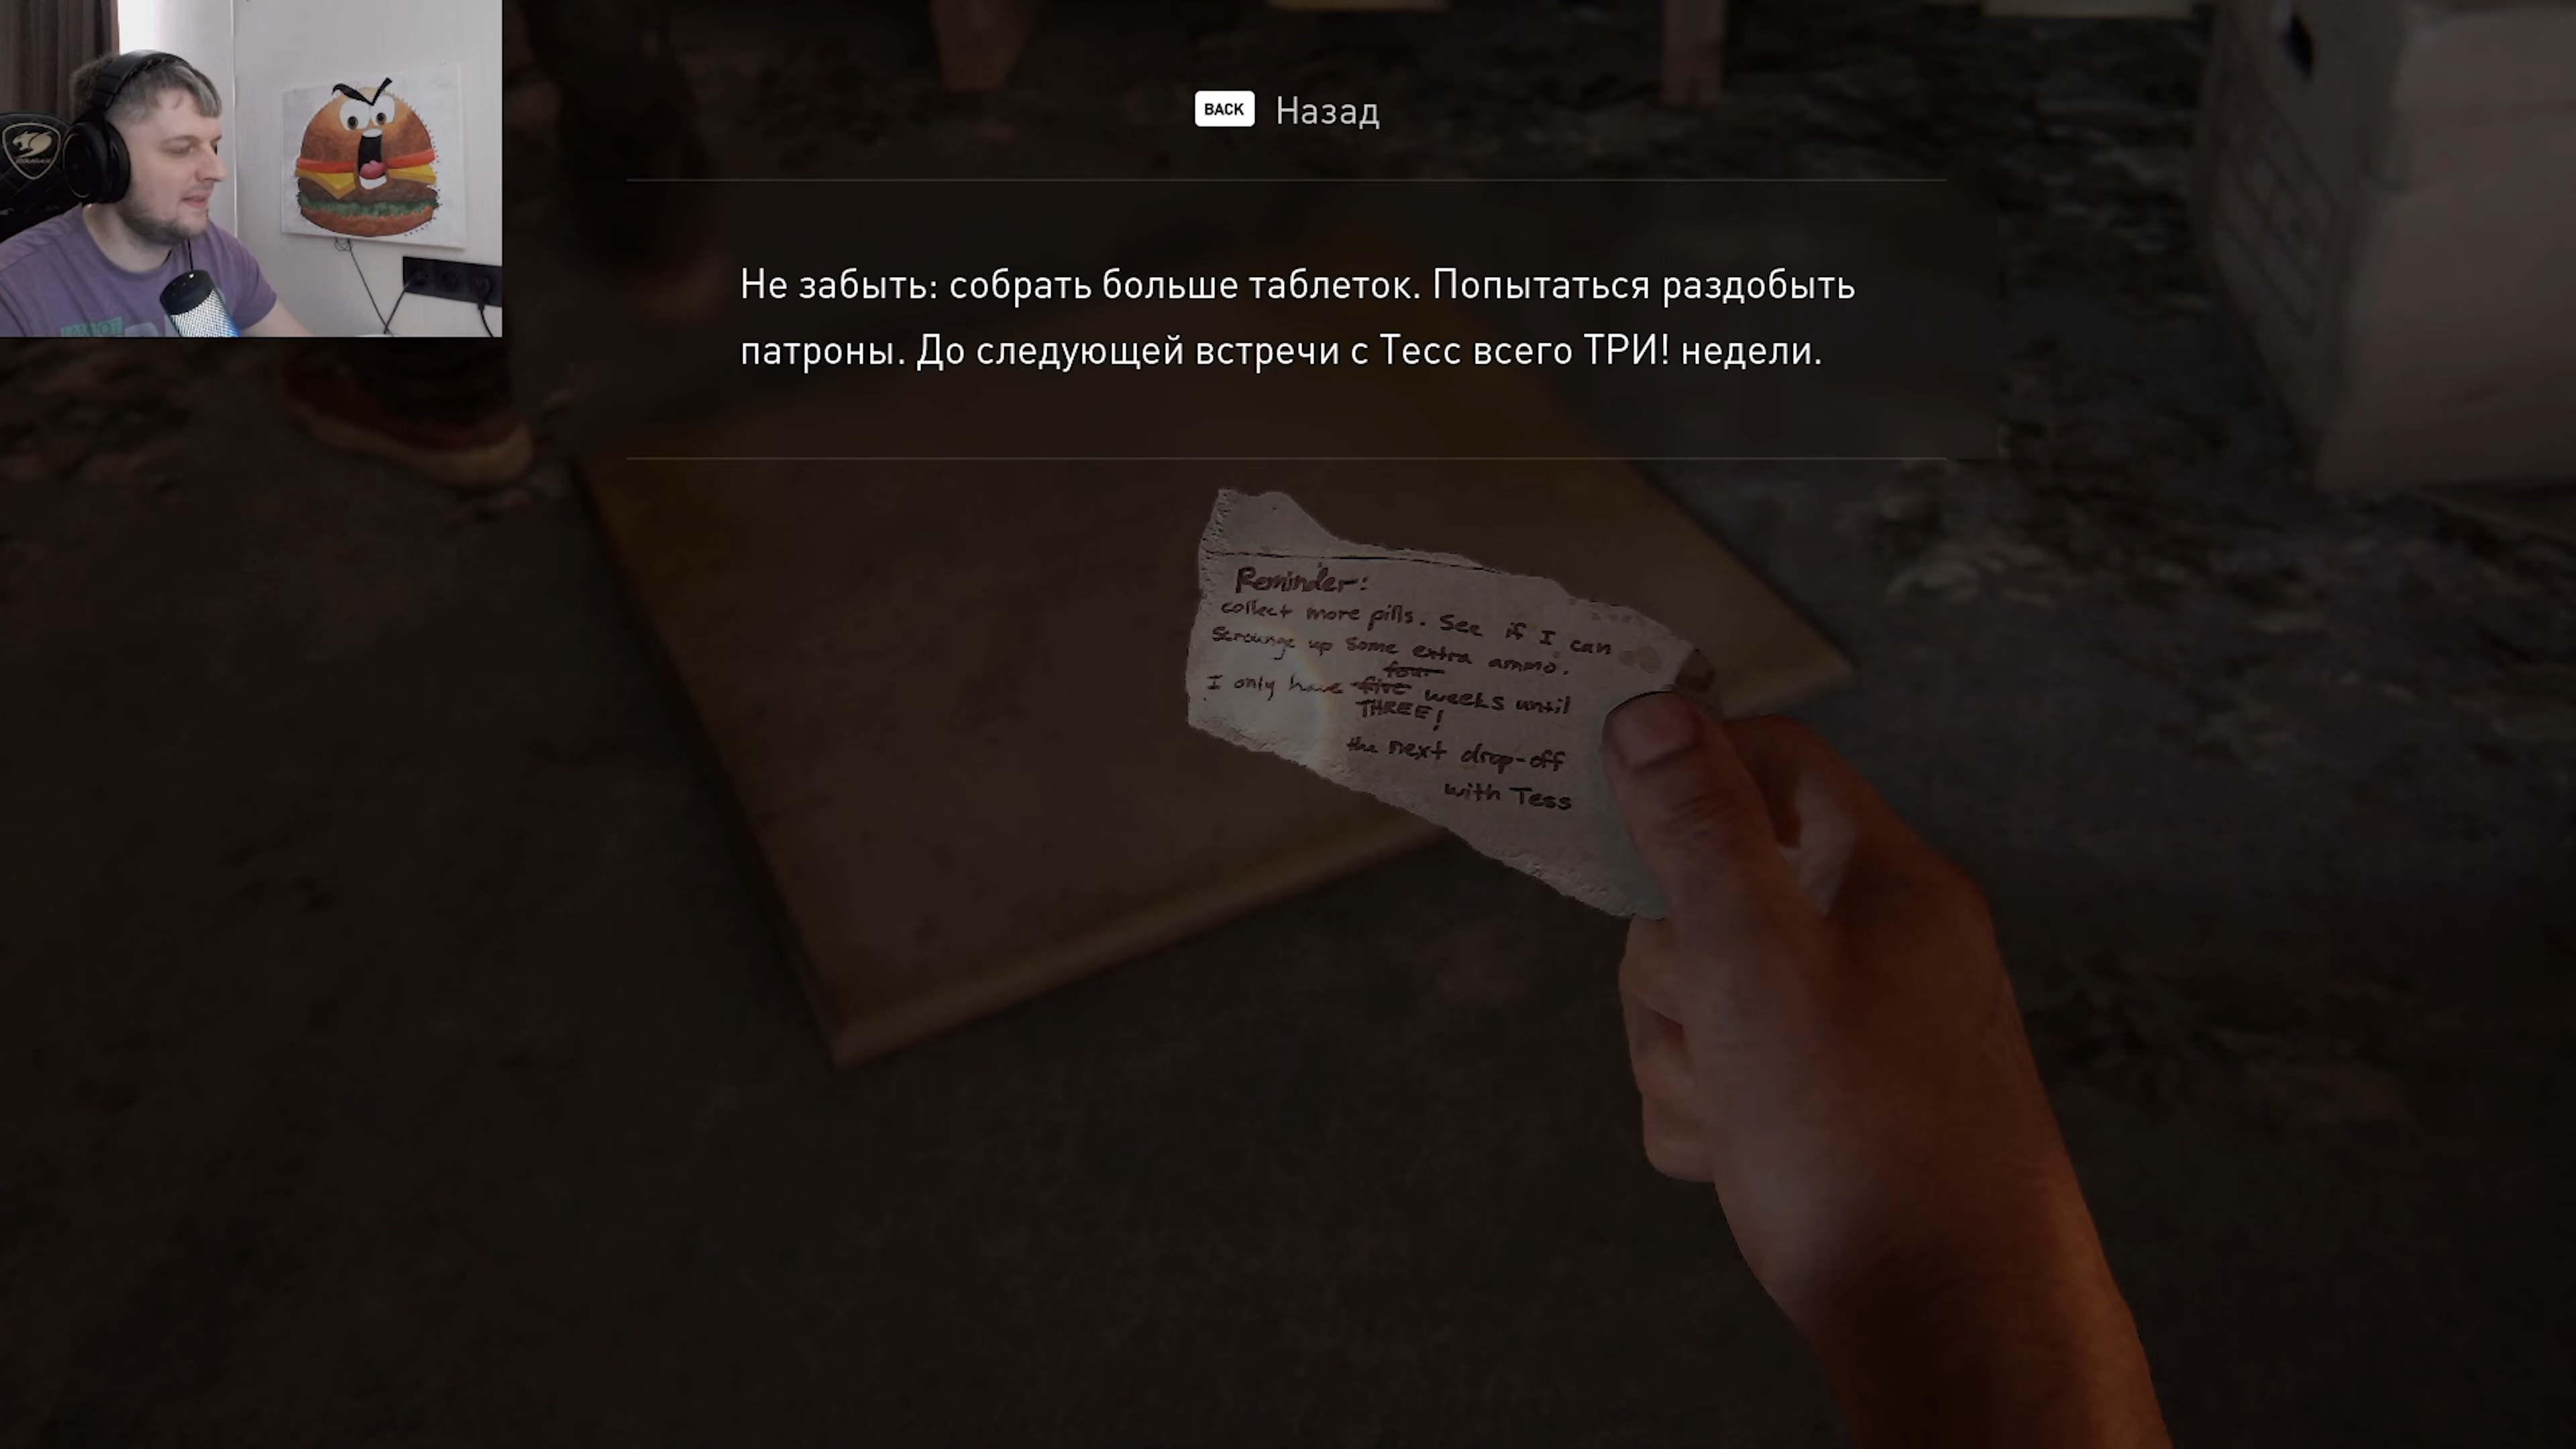 BACK Назад
Не забыть: собрать больше таблеток. Попытаться раздобыть
патроны. До следующей встречи с Тесс всего ТРИ! недели.
Reminder:
collect more pills. See if I can
Scrounge up some extra ammo.
four
I only have five weeks until
THREE!
the next drop-off
with Tess